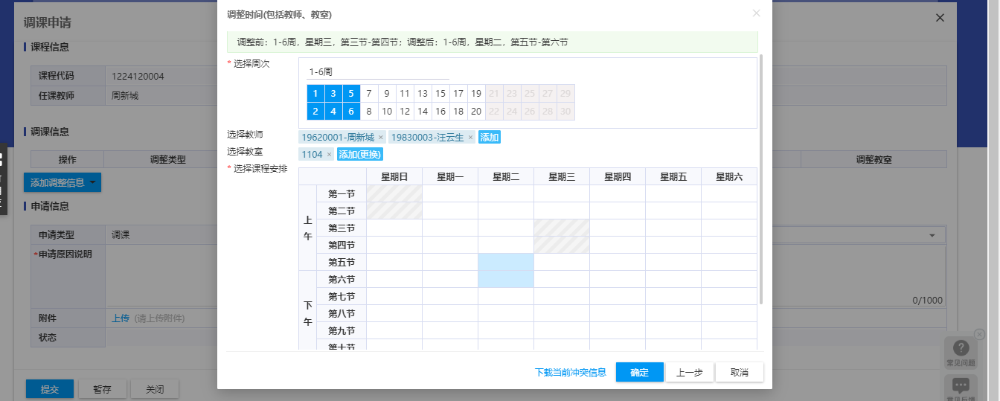 调课申请
课程信息
课程代码 1224120004
任课教师 周新城
调课信息
操作 调整类型 调整教室
添加调整信息
申请信息
申请类型 调课
*申请原因说明
0/1000
附件 上传 (请上传附件)
状态
提交 暂存 关闭
调整时间(包括教师、教室)
调整前：1-6周，星期三，第三节-第四节；调整后：1-6周，星期二，第五节-第六节
* 选择周次
1-6周
1 3 5 7 9 11 13 15 17 19 21 23 25 27 29
2 4 6 8 10 12 14 16 18 20 22 24 26 28 30
选择教师 19620001-周新城 × 19830003-汪云生 × 添加
选择教室 1104 × 添加(更换)
* 选择课程安排
星期日 星期一 星期二 星期三 星期四 星期五 星期六
上午
第一节
第二节
第三节
第四节
第五节
下午
第六节
第七节
第八节
第九节
第十节
下载当前冲突信息 确定 上一步 取消
常见问题
常见反馈